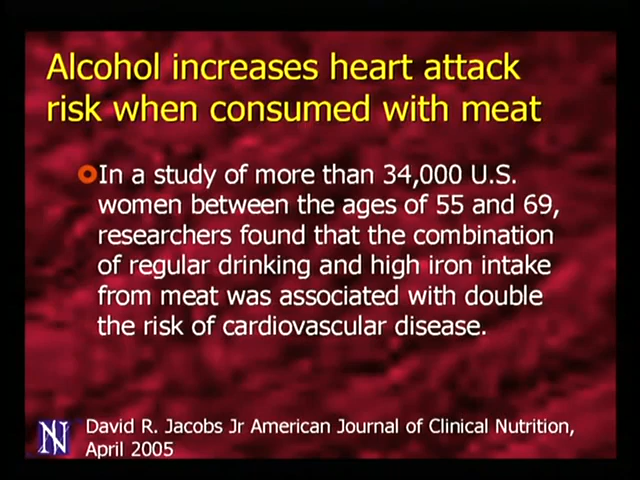 Alcohol increases heart attack
risk when consumed with meat
In a study of more than 34,000 U.S.
women between the ages of 55 and 69,
researchers found that the combination
of regular drinking and high iron intake
from meat was associated with double
the risk of cardiovascular disease.
N David R. Jacobs Jr American Journal of Clinical Nutrition,
April 2005